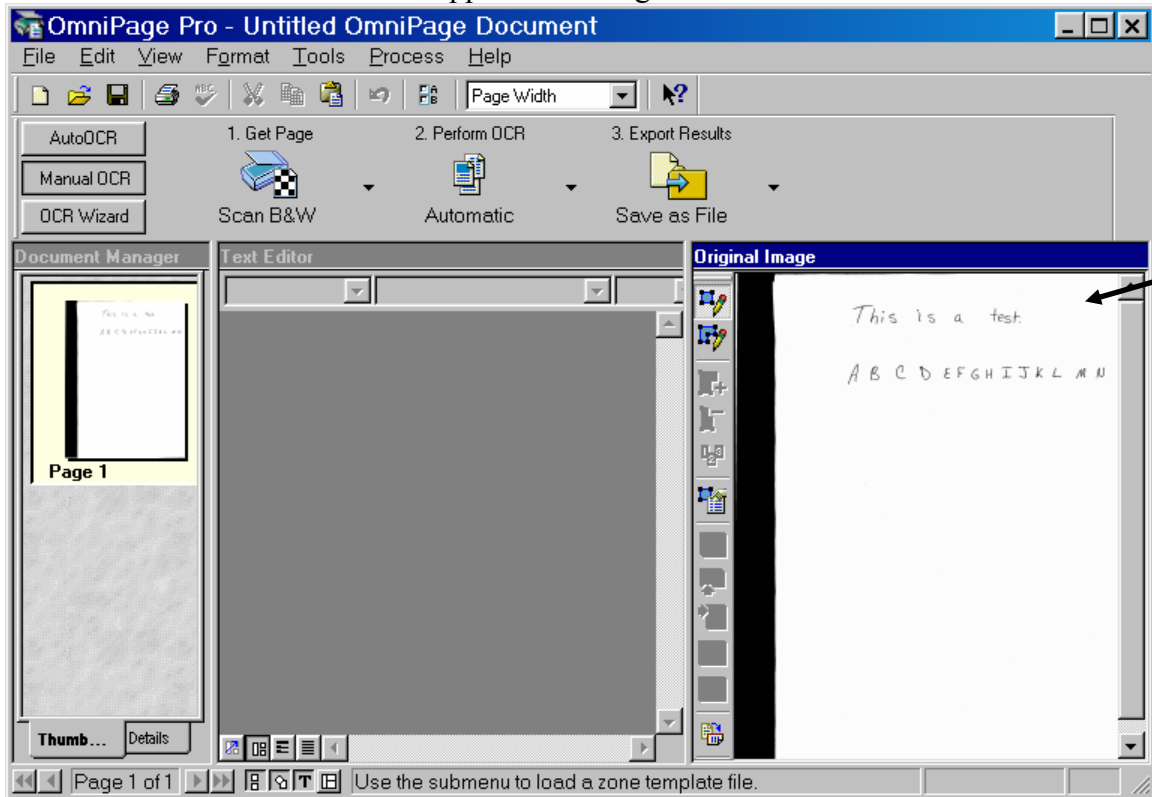 OmniPage Pro - Untitled OmniPage Document
File Edit View Format Tools Process Help
Page Width
AutoOCR
Manual OCR
OCR Wizard
1. Get Page
Scan B&W
2. Perform OCR
Automatic
3. Export Results
Save as File
Document Manager
Page 1
Thumb... Details
Text Editor
Original Image
This is a test.
A B C D E F G H I J K L M N
Page 1 of 1 Use the submenu to load a zone template file.